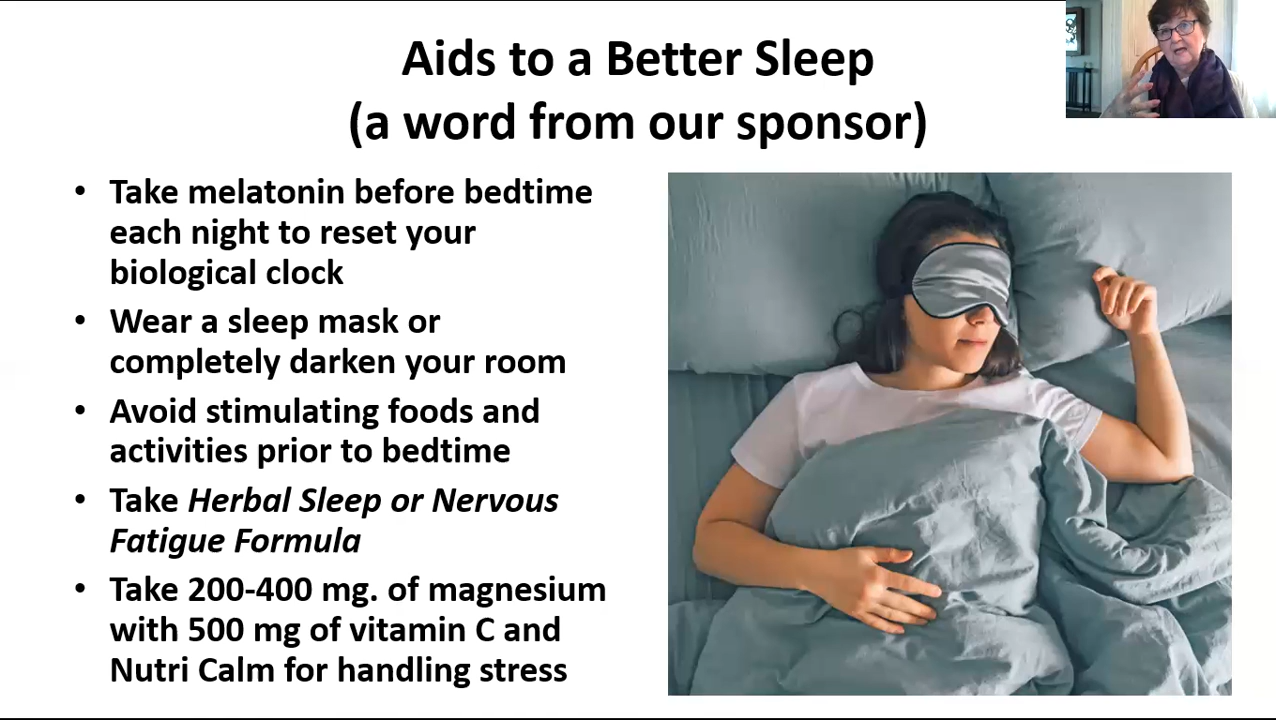 Aids to a Better Sleep
(a word from our sponsor)
• Take melatonin before bedtime
each night to reset your
biological clock
• Wear a sleep mask or
completely darken your room
• Avoid stimulating foods and
activities prior to bedtime
• Take Herbal Sleep or Nervous
Fatigue Formula
• Take 200-400 mg. of magnesium
with 500 mg of vitamin C and
Nutri Calm for handling stress